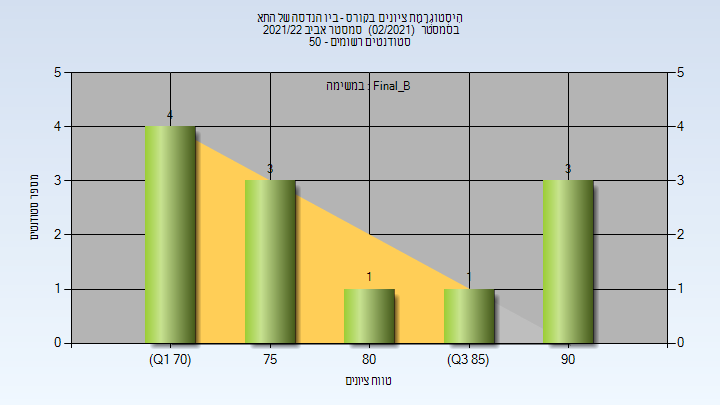 היסטוגרמת ציונים בקורס - ביו הנדסה של התא
בסמסטר (02/2021) סמסטר אביב 2021/22
סטודנטים רשומים - 50
במשימה : Final_B
5 5
4 4 4
3 3 3 3
2 2
1 1 1 1
0 0
(Q1 70) 75 80 (Q3 85) 90
מספר סטודנטים
טווח ציונים